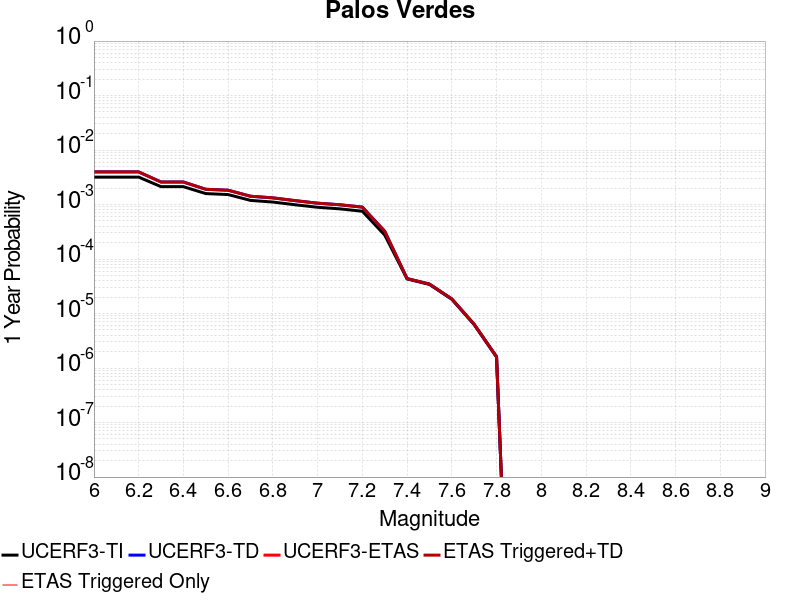 Palos Verdes
10^0
10^-1
10^-2
10^-3
10^-4
10^-5
10^-6
10^-7
10^-8
1 Year Probability
6 6.2 6.4 6.6 6.8 7 7.2 7.4 7.6 7.8 8 8.2 8.4 8.6 8.8 9
Magnitude
UCERF3-TI UCERF3-TD UCERF3-ETAS ETAS Triggered+TD
ETAS Triggered Only